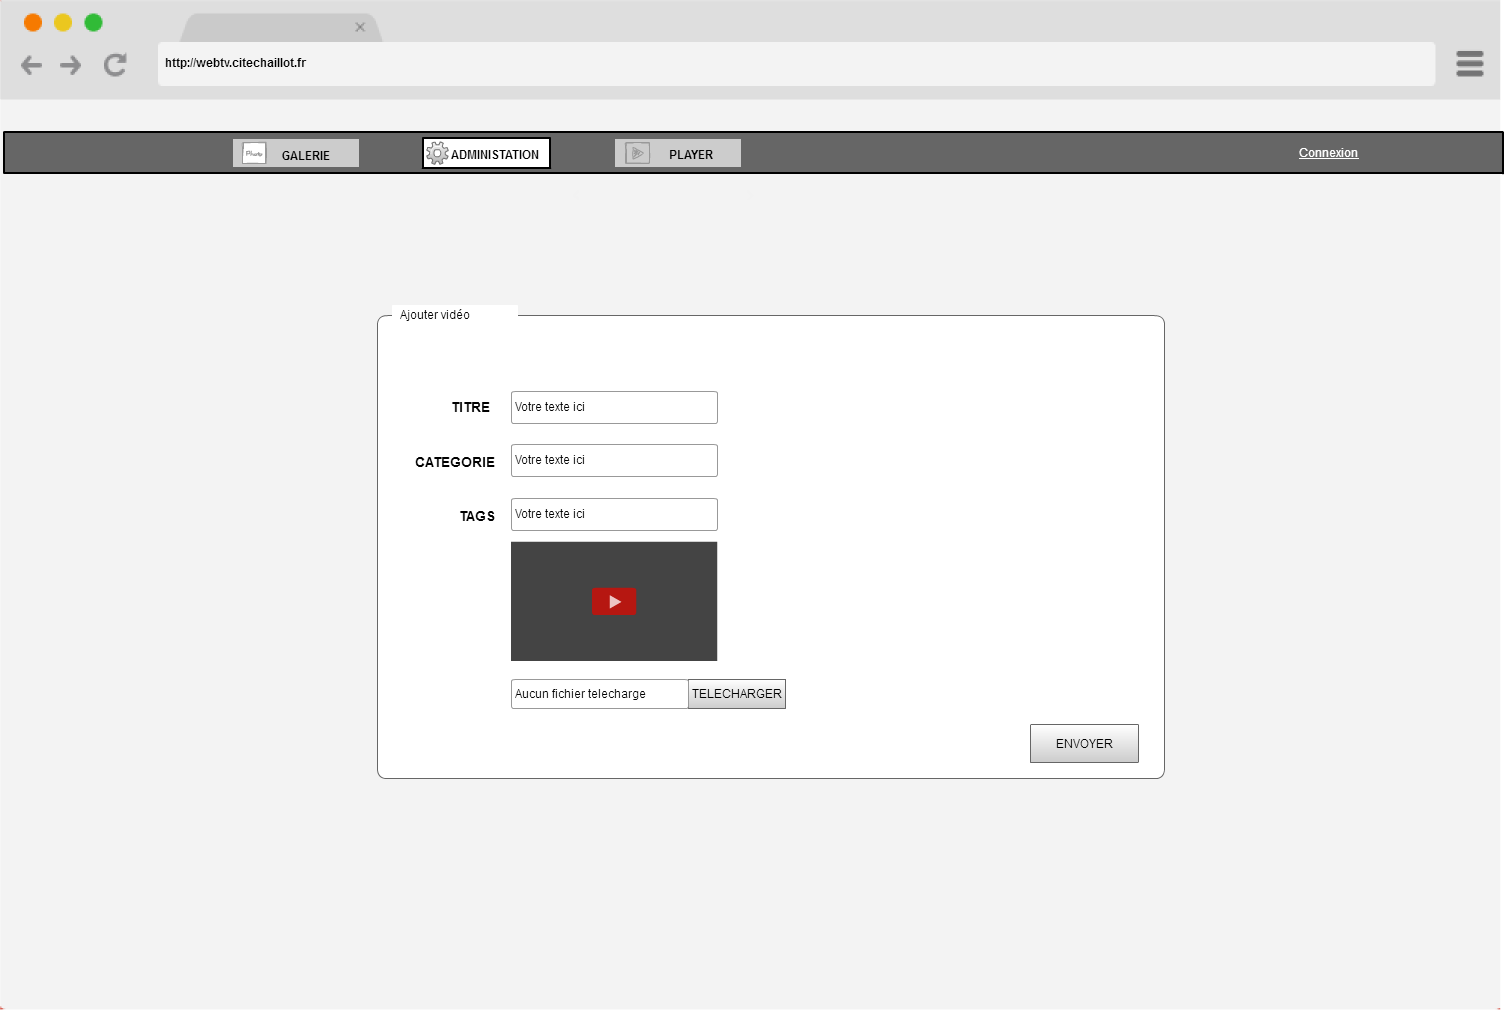 http://webtv.citechaillot.fr
GALERIE
ADMINISTATION
PLAYER
Connexion
Ajouter vidéo
TITRE
Votre texte ici
CATEGORIE
Votre texte ici
TAGS
Votre texte ici
Aucun fichier telecharge
TELECHARGER
ENVOYER